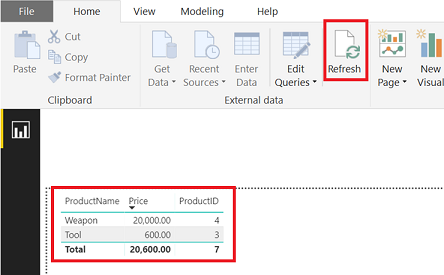 File Home View Modeling Help
Paste
Cut
Copy
Format Painter
Clipboard
Get Data
Recent Sources
Enter Data
Edit Queries
Refresh
External data
New Page
New Visual
ProductName Price ProductID
Weapon 20,000.00 4
Tool 600.00 3
Total 20,600.00 7